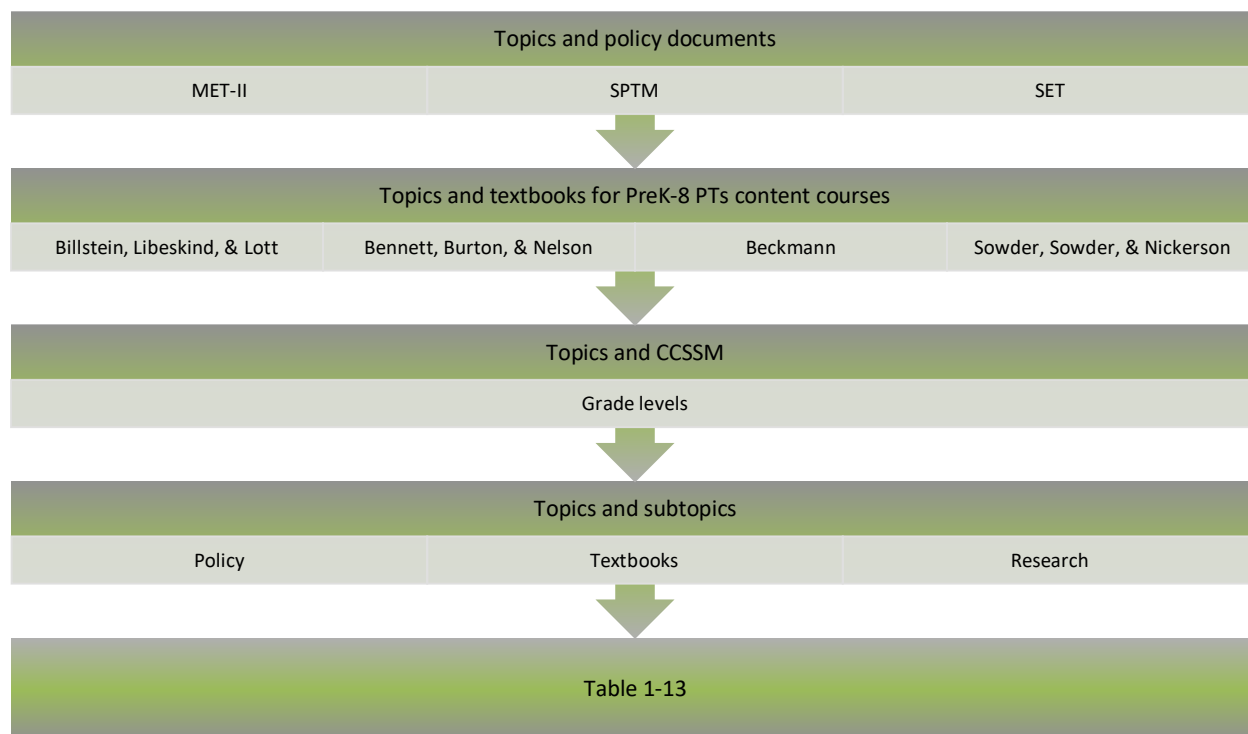 Topics and policy documents
MET-II
SPTM
SET
Topics and textbooks for PreK-8 PTs content courses
Billstein, Libeskind, & Lott
Bennett, Burton, & Nelson
Beckmann
Sowder, Sowder, & Nickerson
Topics and CCSSM
Grade levels
Topics and subtopics
Policy
Textbooks
Research
Table 1-13